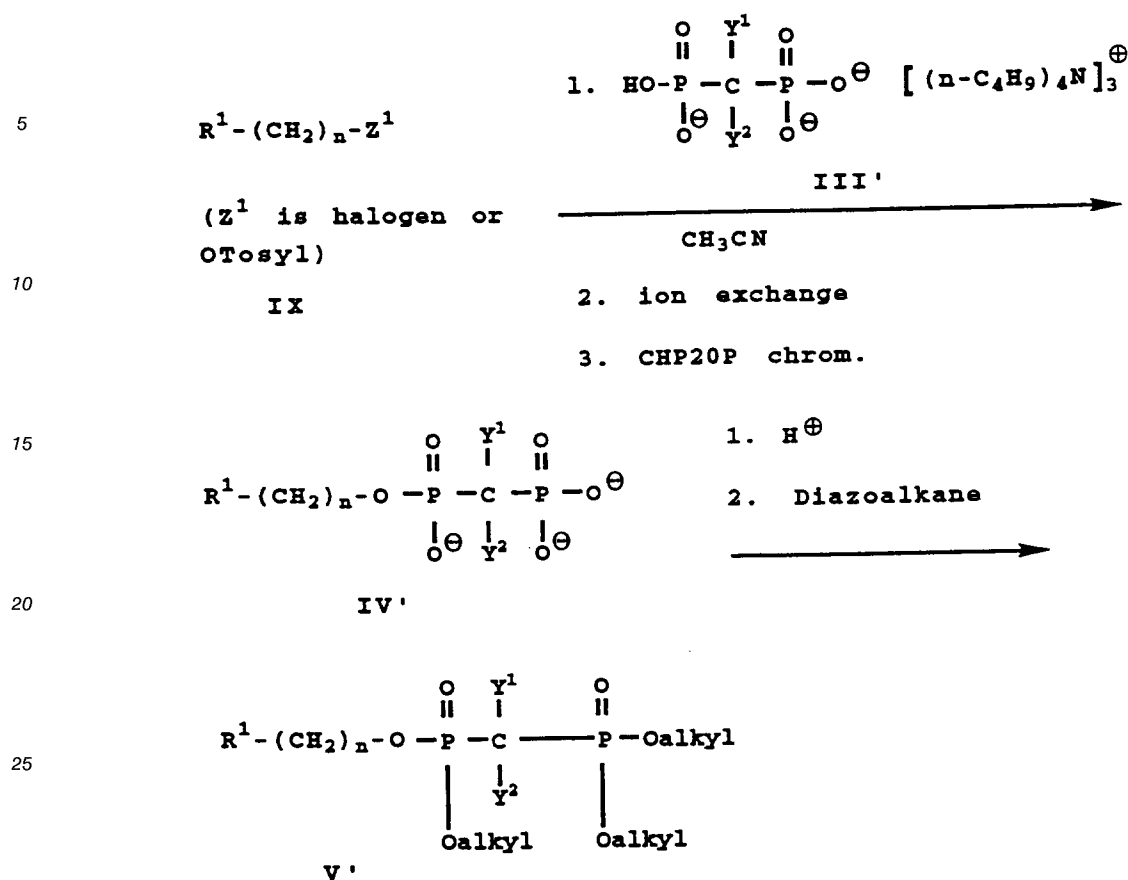 O Y¹ O
|| | ||
1. HO-P — C — P —O⊖ [(n-C₄H₉)₄N]₃⊕
| | |
O⊖ Y² O⊖
III'
5 R¹-(CH₂)ₙ-Z¹
(Z¹ is halogen or
OTosyl)
CH₃CN
10 IX
2. ion exchange
3. CHP20P chrom.
15 O Y¹ O 1. H⊕
|| | ||
R¹-(CH₂)ₙ-O —P — C — P —O⊖ 2. Diazoalkane
| | |
O⊖ Y² O⊖
20 IV'
O Y¹ O
|| | ||
R¹-(CH₂)ₙ-O —P — C — P —Oalkyl
25 | | |
Y²
Oalkyl Oalkyl
V'